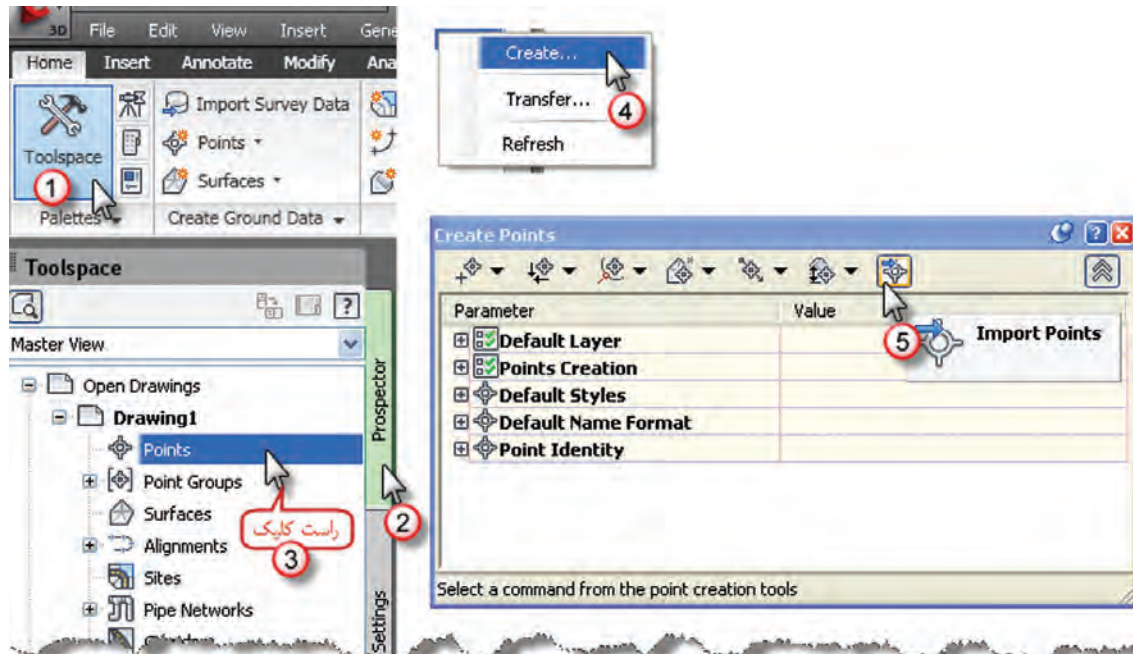 3D File Edit View Insert Gene
Home Insert Annotate Modify Ana
Toolspace
Import Survey Data
Points
Surfaces
1
Palettes
Create Ground Data
Toolspace
Master View
Open Drawings
Drawing1
Points
Point Groups
Surfaces
راست کلیک
3
Alignments
Sites
Pipe Networks
Prospector
2
Settings
Create...
Transfer...
4
Refresh
Create Points
Parameter Value
5
Import Points
Default Layer
Points Creation
Default Styles
Default Name Format
Point Identity
Select a command from the point creation tools